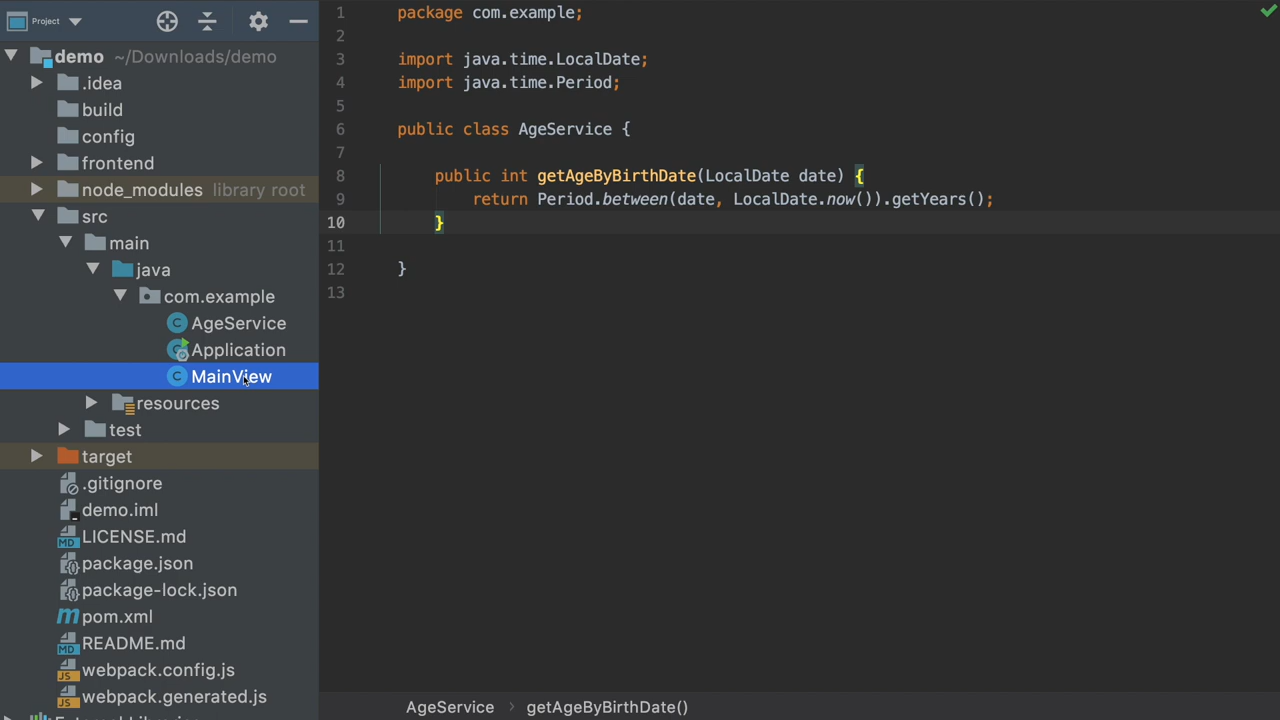 Project
demo ~/Downloads/demo
.idea
build
config
frontend
node_modules library root
src
main
java
com.example
AgeService
Application
MainView
resources
test
target
.gitignore
demo.iml
LICENSE.md
package.json
package-lock.json
pom.xml
README.md
webpack.config.js
webpack.generated.js
1 package com.example;
2
3 import java.time.LocalDate;
4 import java.time.Period;
5
6 public class AgeService {
7
8 public int getAgeByBirthDate(LocalDate date) {
9 return Period.between(date, LocalDate.now()).getYears();
10 }
11
12 }
13
AgeService > getAgeByBirthDate()